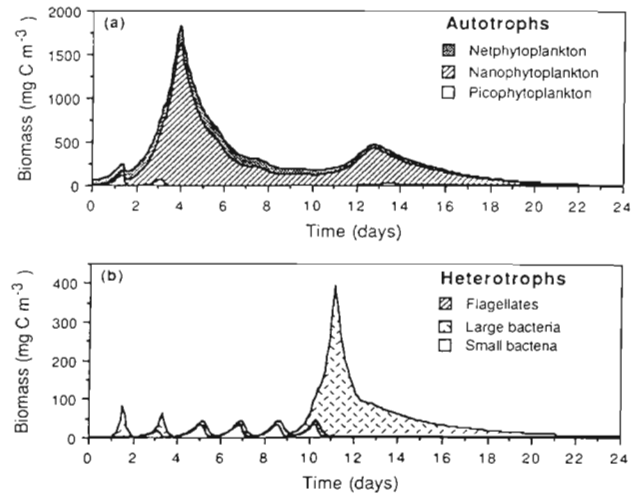 (a)
Autotrophs
Netphytoplankton
Nanophytoplankton
Picophytoplankton
Biomass (mg C m⁻³ )
2000
1500
1000
500
0
0 2 4 6 8 10 12 14 16 18 20 22 24
Time (days)
(b)
Heterotrophs
Flagellates
Large bacteria
Small bactena
Biomass (mg C m⁻³ )
400
300
200
100
0
0 2 4 6 8 10 12 14 16 18 20 22 24
Time (days)